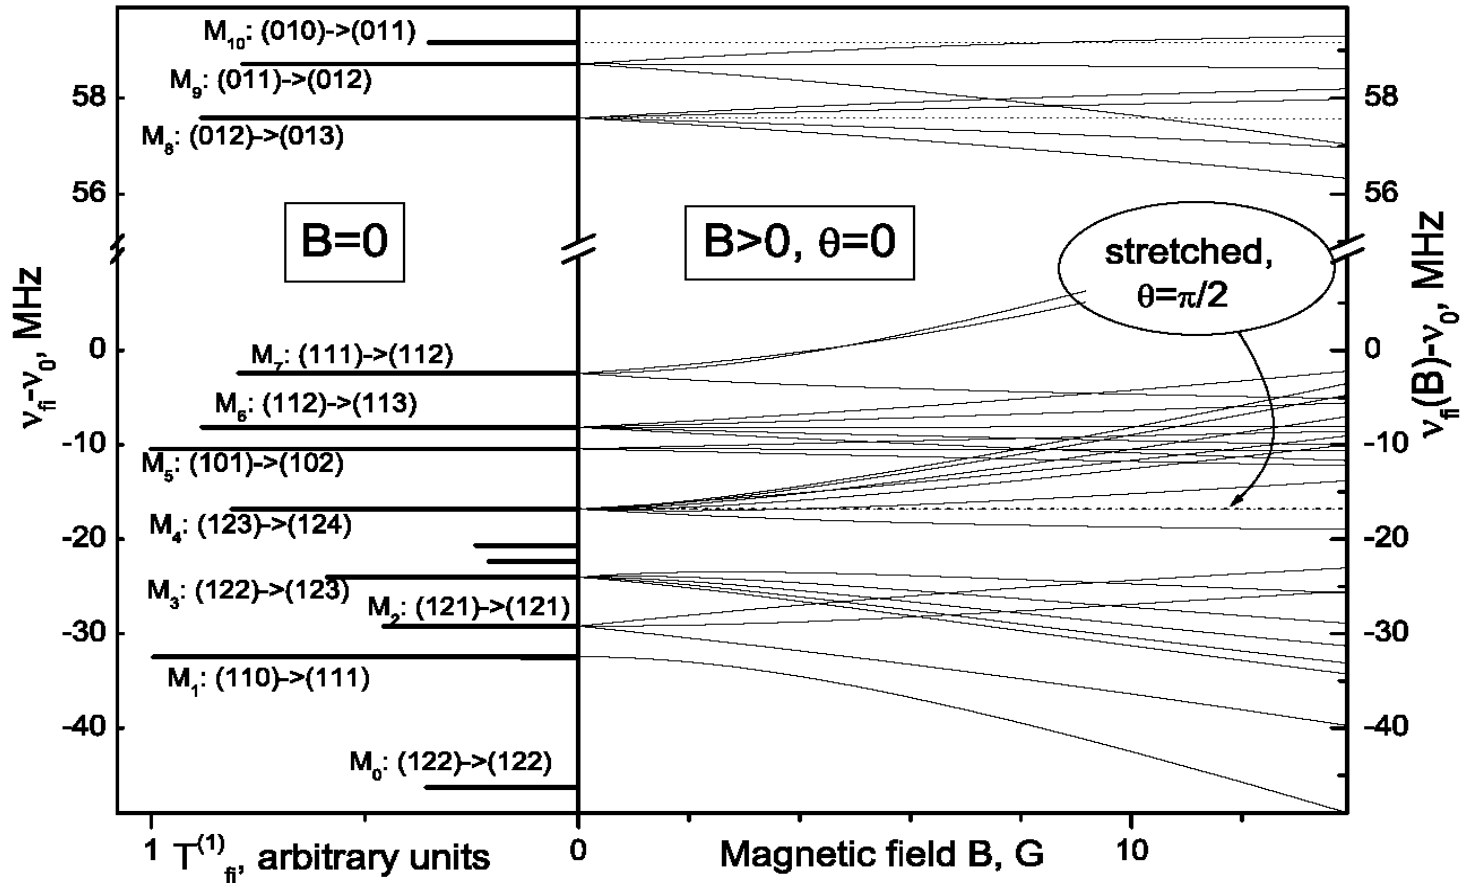 M₁₀: (010)->(011)
M₉: (011)->(012)
M₈: (012)->(013)
58
56
58
56
B=0
B>0, θ=0
stretched,
θ=π/2
ν_fi-ν₀, MHz
ν_fi(B)-ν₀, MHz
M₇: (111)->(112)
M₆: (112)->(113)
M₅: (101)->(102)
M₄: (123)->(124)
M₃: (122)->(123)
M₂: (121)->(121)
M₁: (110)->(111)
M₀: (122)->(122)
0
-10
-20
-30
-40
0
-10
-20
-30
-40
1
0
10
T_fi^(1), arbitrary units
Magnetic field B, G